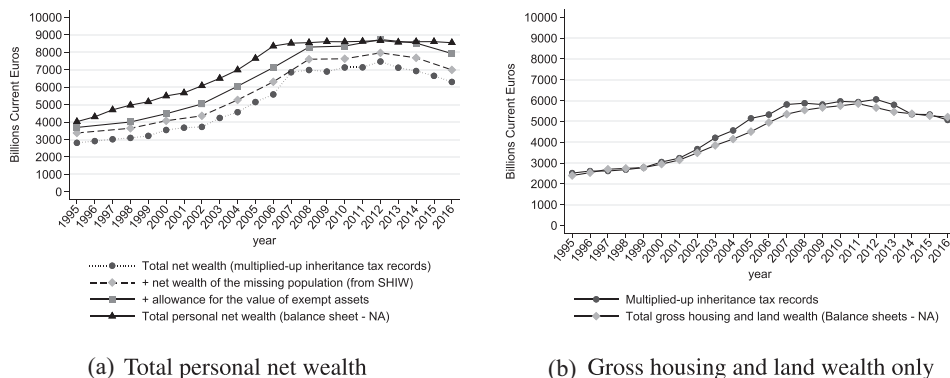 Billions Current Euros
10000
9000
8000
7000
6000
5000
4000
3000
2000
1000
0
1995 1996 1997 1998 1999 2000 2001 2002 2003 2004 2005 2006 2007 2008 2009 2010 2011 2012 2013 2014 2015 2016
year
Total net wealth (multiplied-up inheritance tax records)
+ net wealth of the missing population (from SHIW)
+ allowance for the value of exempt assets
Total personal net wealth (balance sheet - NA)
(a) Total personal net wealth
Billions Current Euros
10000
9000
8000
7000
6000
5000
4000
3000
2000
1000
0
1995 1996 1997 1998 1999 2000 2001 2002 2003 2004 2005 2006 2007 2008 2009 2010 2011 2012 2013 2014 2015 2016
year
Multiplied-up inheritance tax records
Total gross housing and land wealth (Balance sheets - NA)
(b) Gross housing and land wealth only